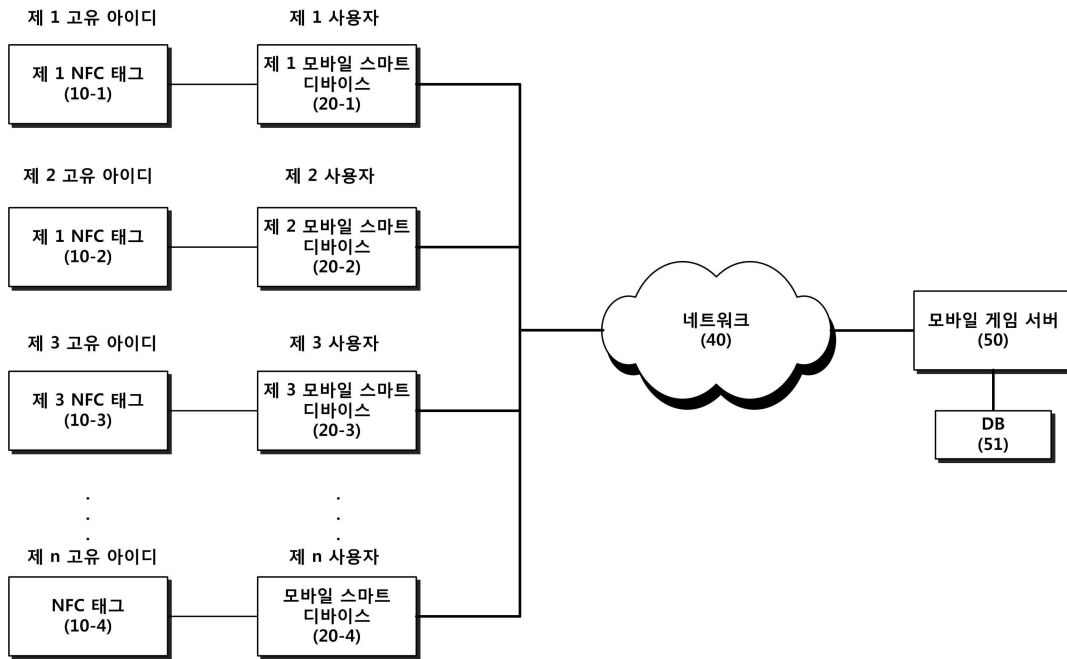 제 1 고유 아이디
제 1 사용자
제 1 NFC 태그
(10-1)
제 1 모바일 스마트
디바이스
(20-1)
제 2 고유 아이디
제 2 사용자
제 1 NFC 태그
(10-2)
제 2 모바일 스마트
디바이스
(20-2)
네트워크
(40)
모바일 게임 서버
(50)
제 3 고유 아이디
제 3 사용자
제 3 NFC 태그
(10-3)
제 3 모바일 스마트
디바이스
(20-3)
DB
(51)
제 n 고유 아이디
제 n 사용자
NFC 태그
(10-4)
모바일 스마트
디바이스
(20-4)